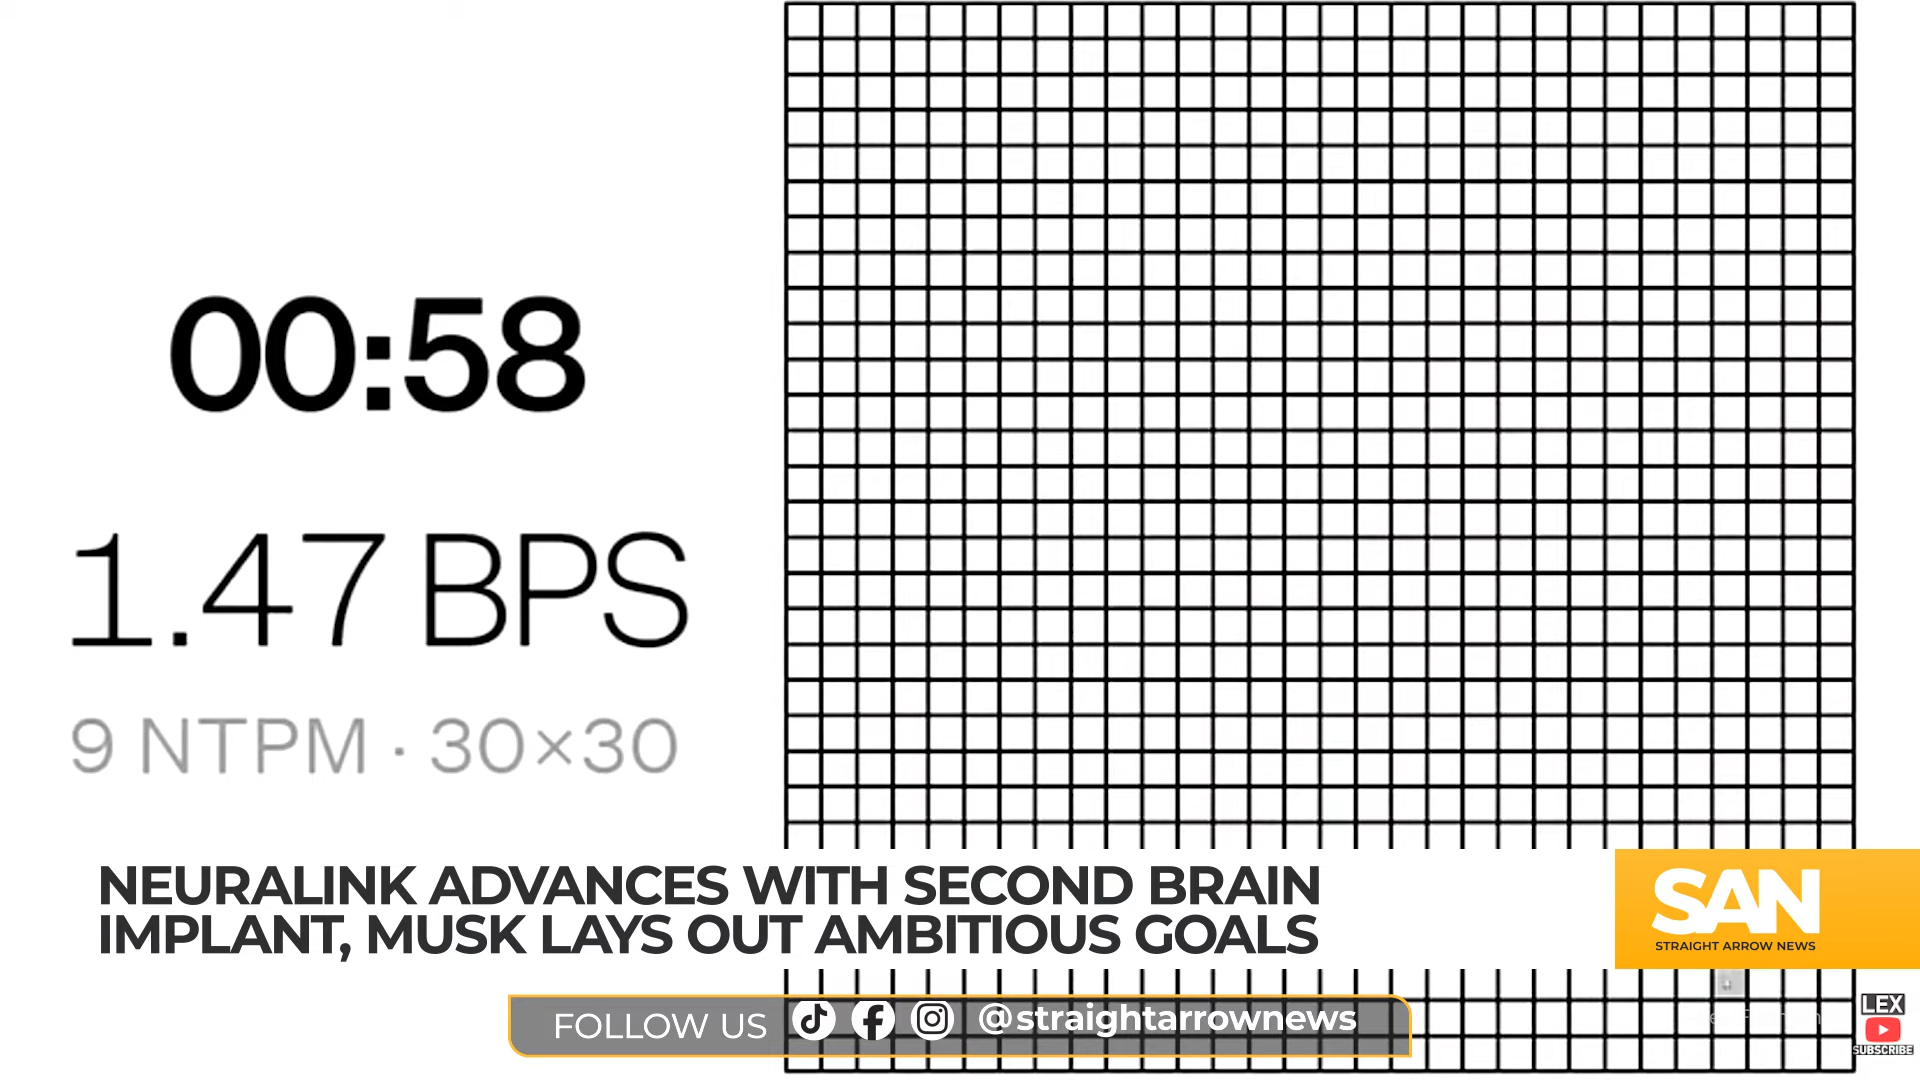 00:58
1.47 BPS
9 NTPM · 30×30
NEURALINK ADVANCES WITH SECOND BRAIN
IMPLANT, MUSK LAYS OUT AMBITIOUS GOALS
SAN
STRAIGHT ARROW NEWS
FOLLOW US @straightarrownews
LEX
SUBSCRIBE